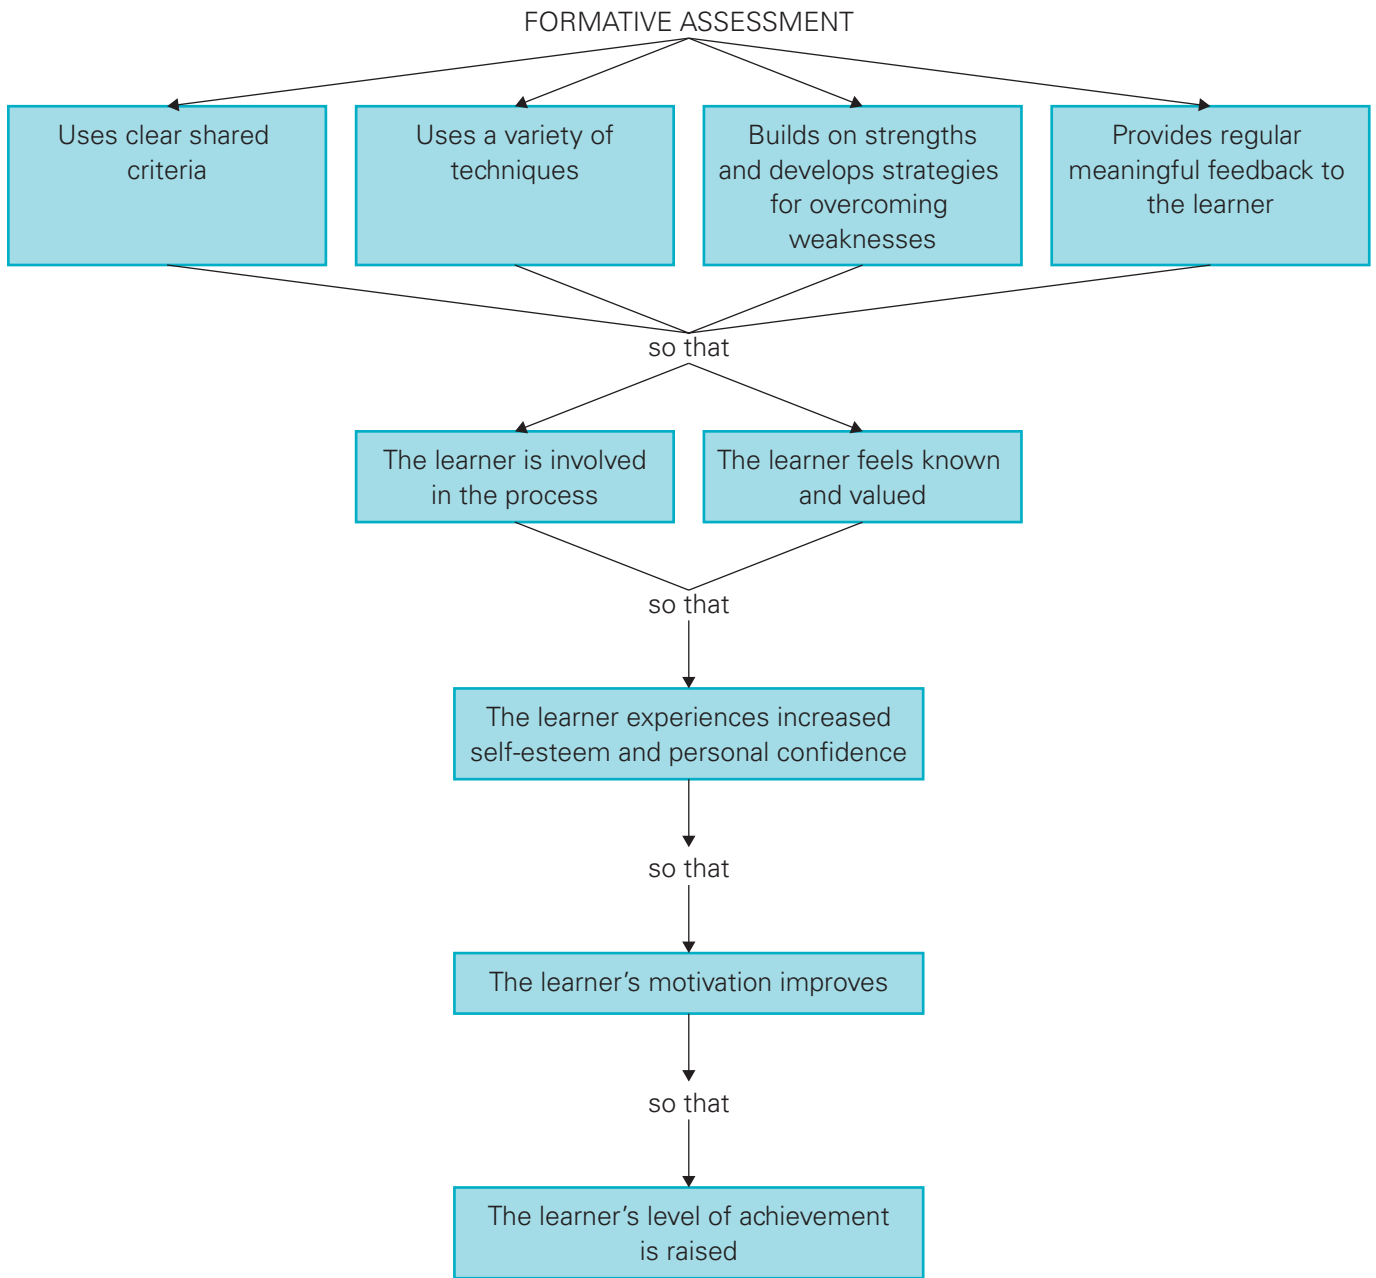 FORMATIVE ASSESSMENT
Uses clear shared
criteria
Uses a variety of
techniques
Builds on strengths
and develops strategies
for overcoming
weaknesses
Provides regular
meaningful feedback to
the learner
so that
The learner is involved
in the process
The learner feels known
and valued
so that
The learner experiences increased
self-esteem and personal confidence
so that
The learner’s motivation improves
so that
The learner’s level of achievement
is raised